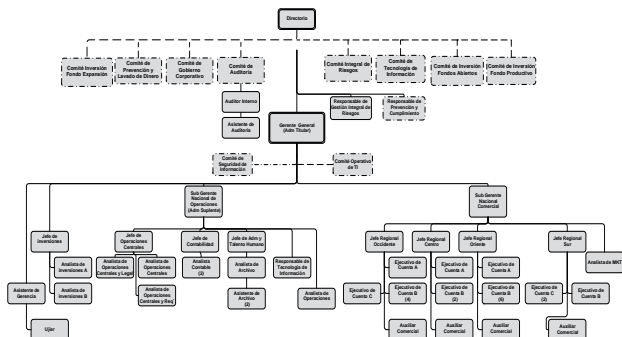 Directorio
Comité Inversión
Fondo Expansión
Comité de
Prevención y
Lavado de Dinero
Comité de
Gobierno
Corporativo
Comité de
Auditoría
Comité Integral de
Riesgos
Comité de
Tecnología de
Información
Comité de Inversión
Fondos Abiertos
Comité de Inversión
Fondo Productivo
Auditor Interno
Asistente de
Auditoría
Responsable de
Gestión Integral de
Riesgos
Responsable de
Prevención y
Cumplimiento
Gerente General
(Adm Titular)
Comité de
Seguridad de
Información
Comité Operativo
de TI
Sub Gerente
Nacional de
Operaciones
(Adm Suplente)
Sub Gerente
Nacional
Comercial
Jefe de
inversiones
Jefe de
Operaciones
Centrales
Jefe de
Contabilidad
Jefe de Adm y
Talento Humano
Jefe Regional
Occidente
Jefe Regional
Centro
Jefe Regional
Oriente
Jefe Regional
Sur
Analista de
inversiones A
Analista de
Operaciones
Centrales y Legal
Analista de
Operaciones
Centrales
Analista
Contable
(2)
Analista
de Archivo
Responsable de
Tecnología de
Información
Ejecutivo de
Cuenta A
Ejecutivo de
Cuenta A
Ejecutivo de
Cuenta A
Analista de MKT
Asistente de
Gerencia
Analista de
inversiones B
Analista de
Operaciones
Centrales y Req
Asistente de
Archivo
(2)
Analista
de Operaciones
Ejecutivo de
Cuenta C
Ejecutivo de
Cuenta B
(4)
Ejecutivo de
Cuenta B
(2)
Ejecutivo de
Cuenta B
(6)
Ejecutivo de
Cuenta C
(2)
Ejecutivo de
Cuenta B
Ujier
Auxiliar
Comercial
Auxiliar
Comercial
Auxiliar
Comercial
Auxiliar
Comercial